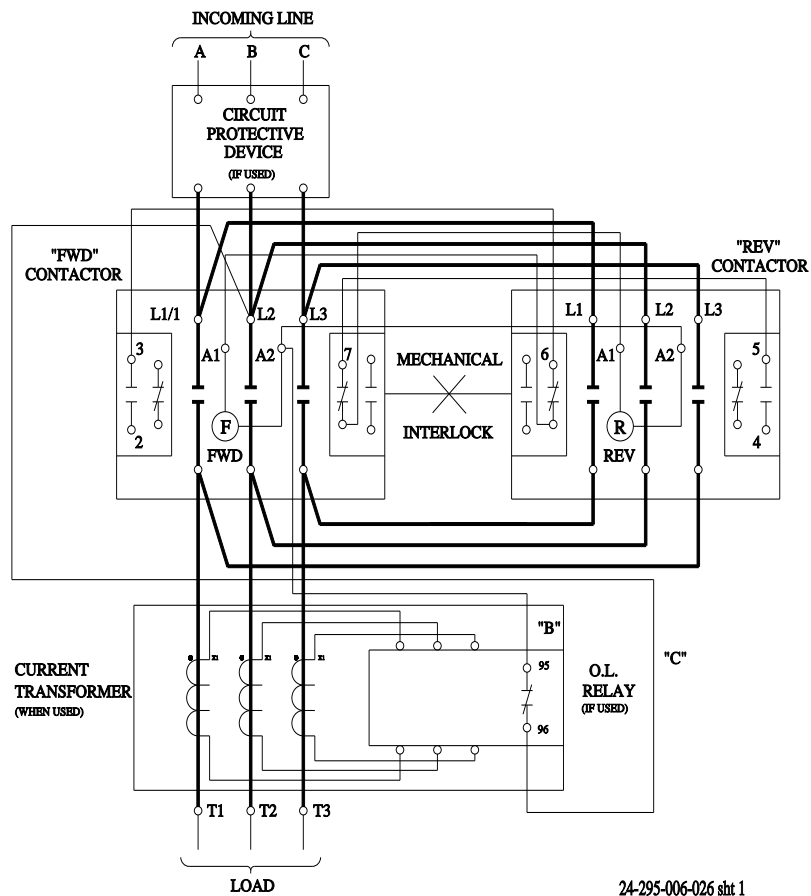 INCOMING LINE
A B C
CIRCUIT
PROTECTIVE
DEVICE
(IF USED)
"FWD"
CONTACTOR
"REV"
CONTACTOR
L1/1 L2 L3
L1 L2 L3
3 A1 A2 7
MECHANICAL
6 A1 A2 5
F
R
2
INTERLOCK
4
FWD
REV
"B"
"C"
X1 X1 X1
CURRENT
TRANSFORMER
(WHEN USED)
95
O.L.
RELAY
(IF USED)
96
T1 T2 T3
LOAD
24-295-006-026 sht 1